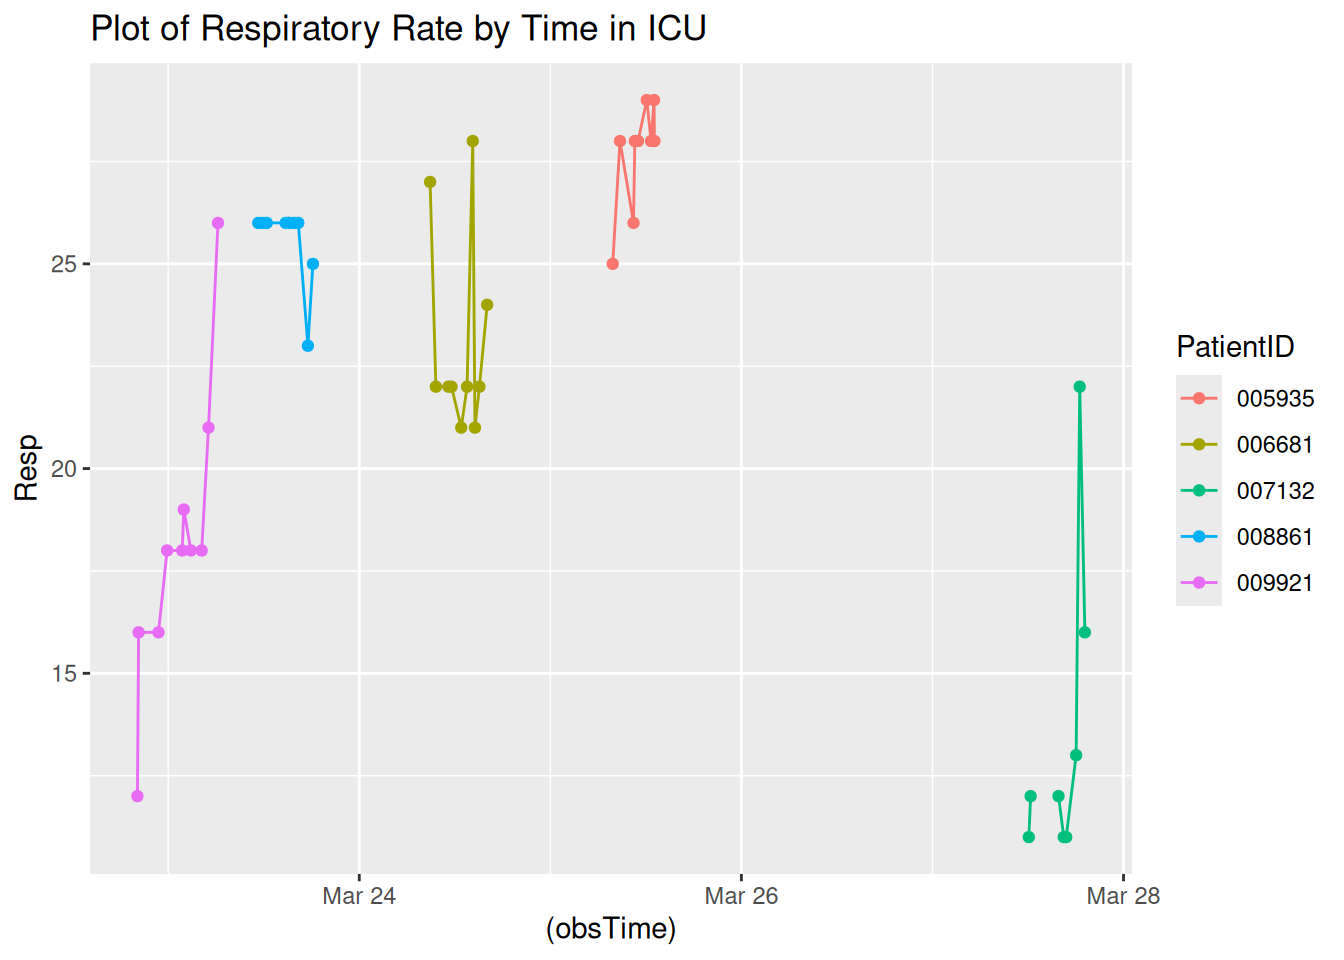 Plot of Respiratory Rate by Time in ICU
Resp
25
20
15
Mar 24
Mar 26
Mar 28
(obsTime)
PatientID
005935
006681
007132
008861
009921